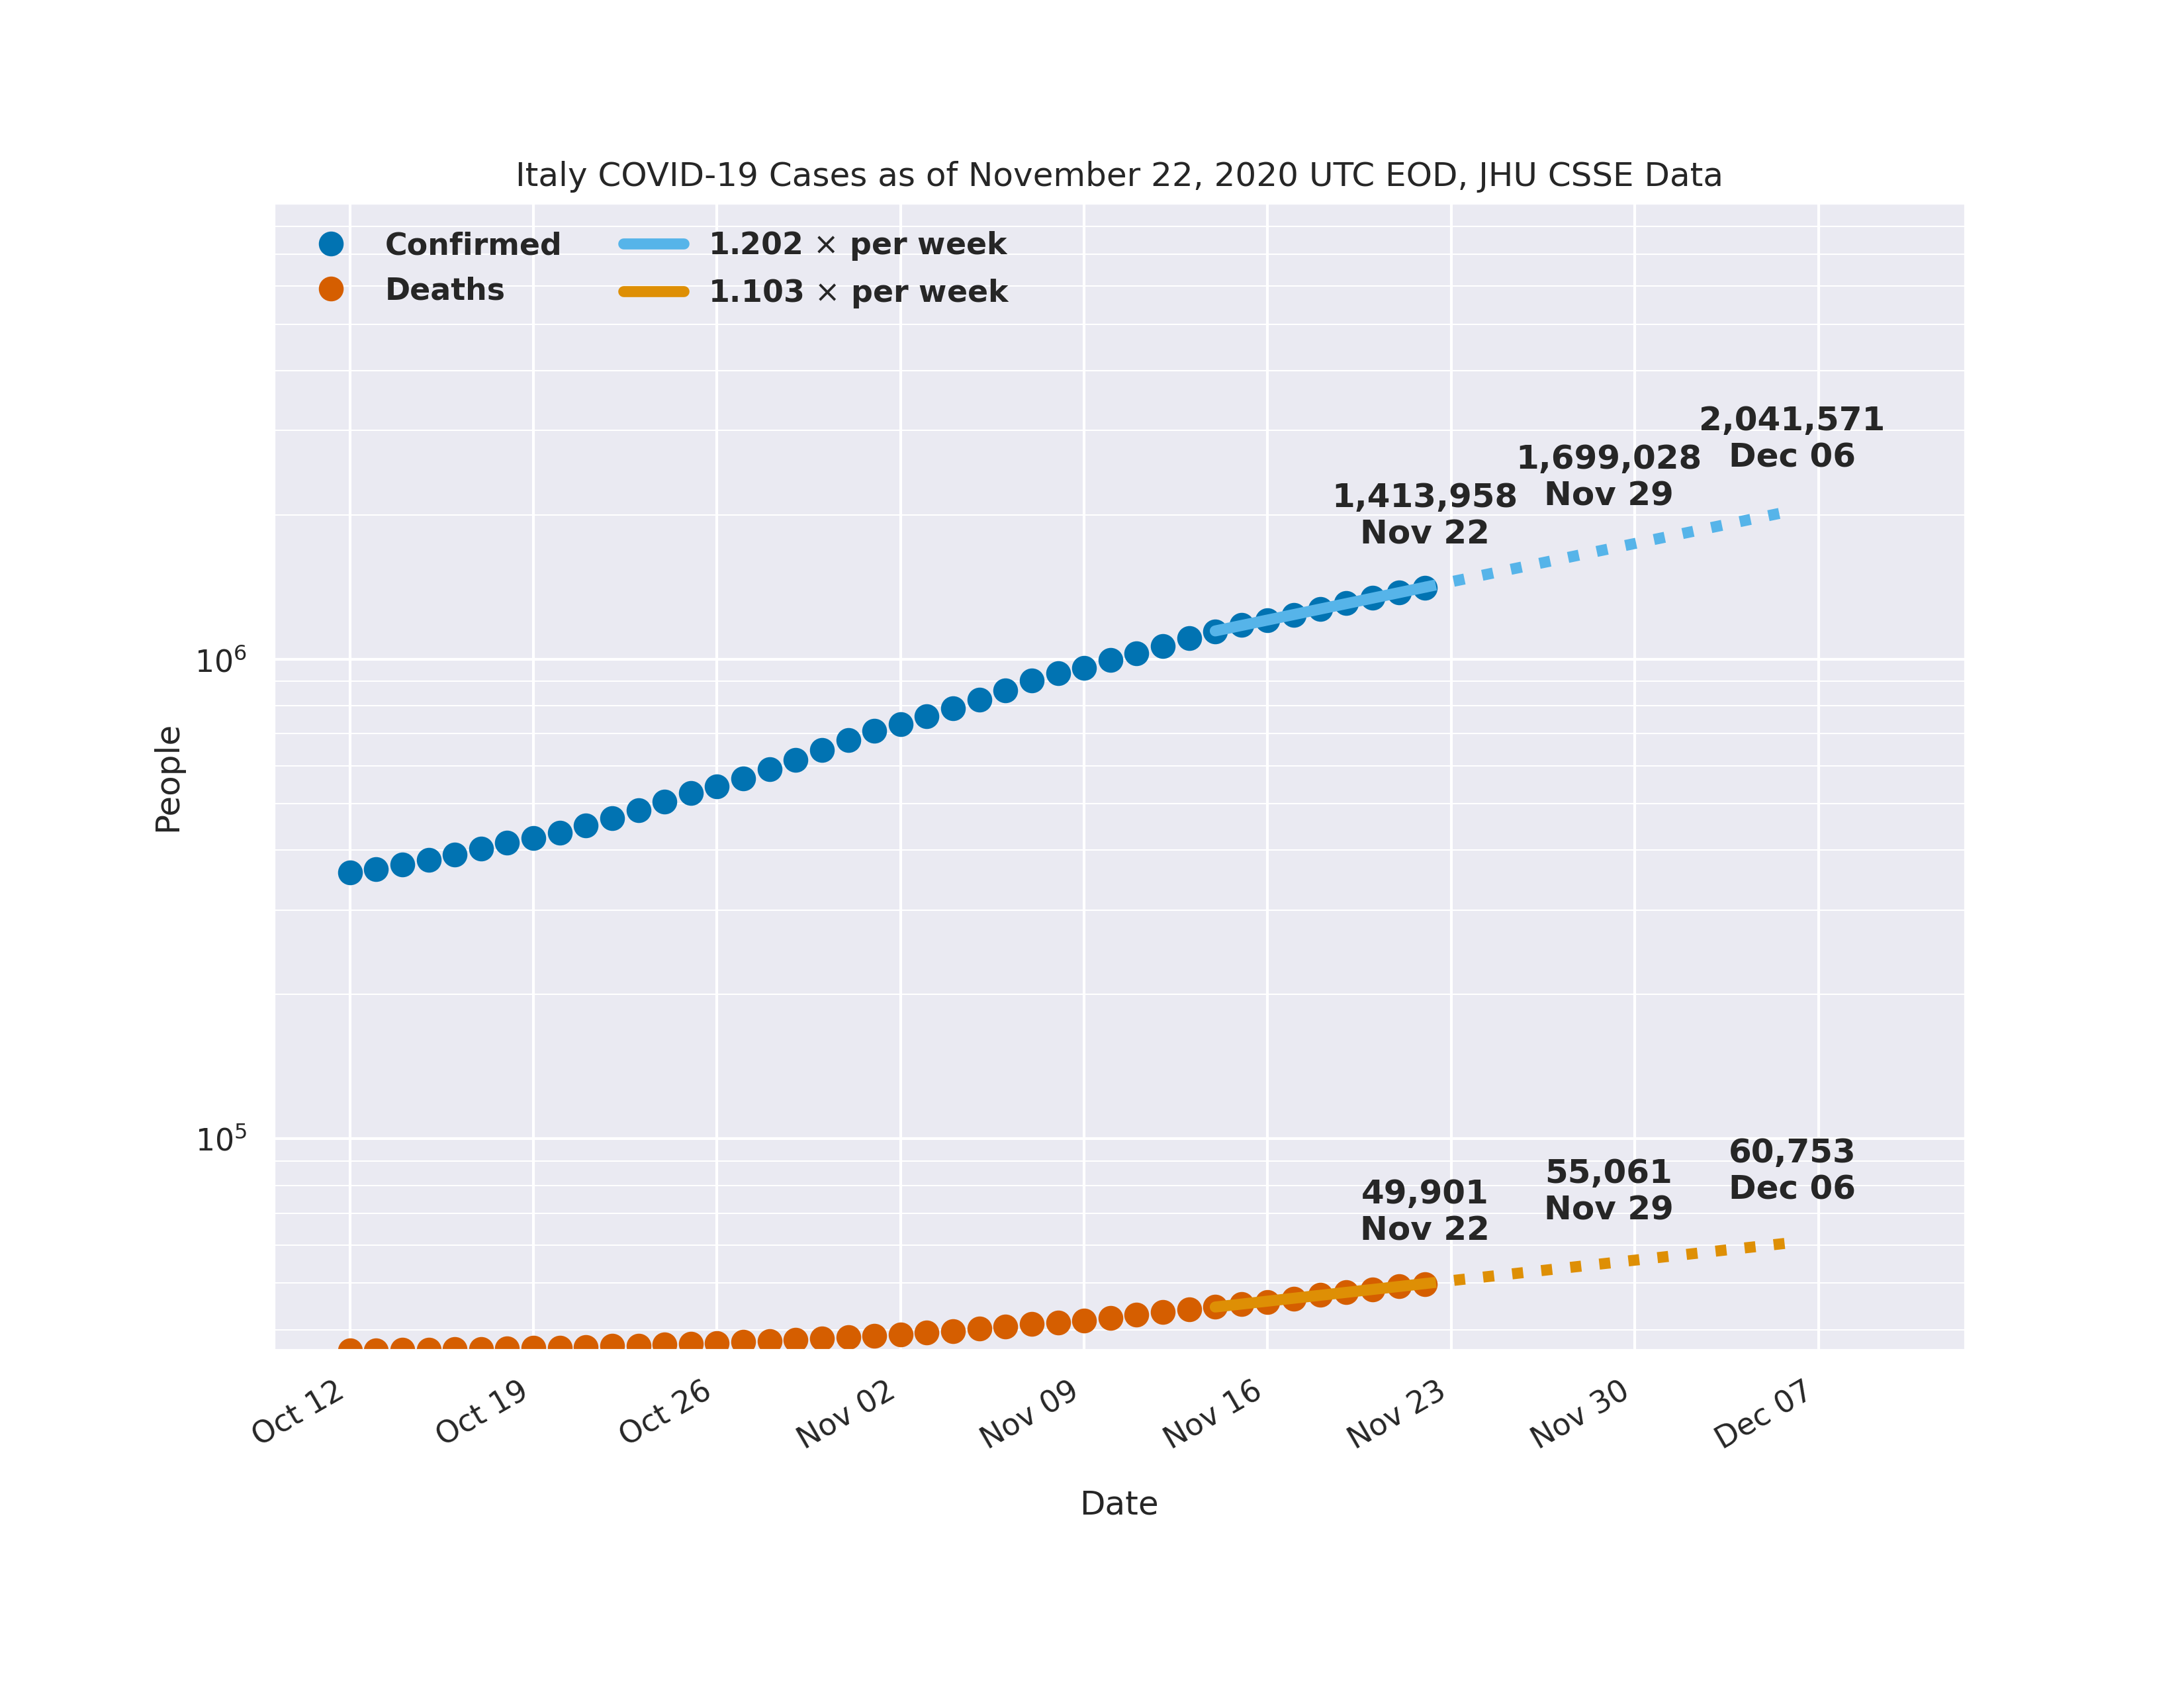 Italy COVID-19 Cases as of November 22, 2020 UTC EOD, JHU CSSE Data
Confirmed
Deaths
1.202 × per week
1.103 × per week
2,041,571
Dec 06
1,699,028
Nov 29
1,413,958
Nov 22
10⁶
People
10⁵
60,753
Dec 06
55,061
Nov 29
49,901
Nov 22
Oct 12
Oct 19
Oct 26
Nov 02
Nov 09
Nov 16
Nov 23
Nov 30
Dec 07
Date